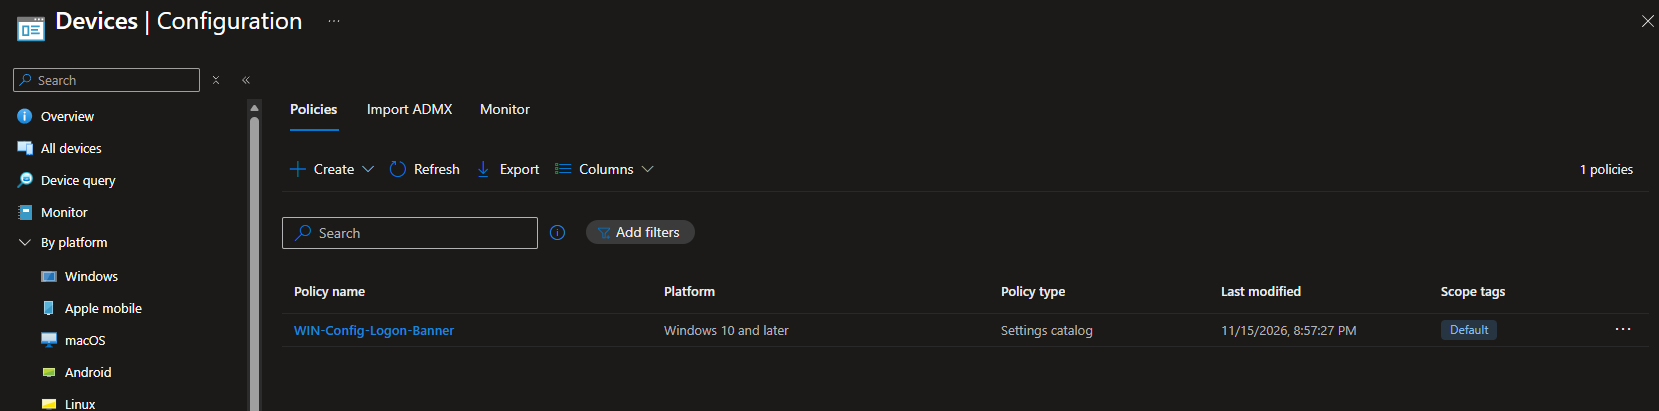 Devices | Configuration ...
Search
Overview
All devices
Device query
Monitor
By platform
Windows
Apple mobile
macOS
Android
Linux
Policies Import ADMX Monitor
Create Refresh Export Columns 1 policies
Search Add filters
Policy name Platform Policy type Last modified Scope tags
WIN-Config-Logon-Banner Windows 10 and later Settings catalog 11/15/2026, 8:57:27 PM Default ...